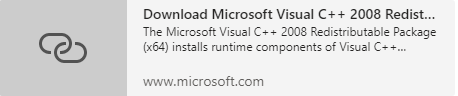 Download Microsoft Visual C++ 2008 Redist...
The Microsoft Visual C++ 2008 Redistributable Package
(x64) installs runtime components of Visual C++...
www.microsoft.com